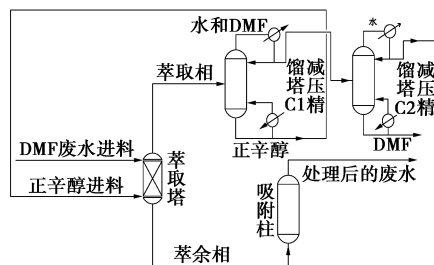 水和DMF
水
萃取相
减压精馏塔C1
减压精馏塔C2
正辛醇
DMF
DMF废水进料
萃取塔
正辛醇进料
处理后的废水
吸附柱
萃余相